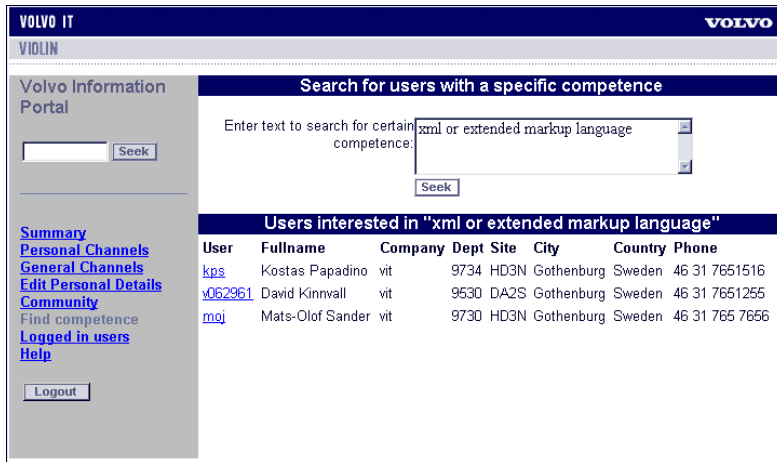 VOLVO IT
VOLVO
VIOLIN
Volvo Information
Portal
Seek
Summary
Personal Channels
General Channels
Edit Personal Details
Community
Find competence
Logged in users
Help
Logout
Search for users with a specific competence
Enter text to search for certain
competence:
xml or extended markup language
Seek
Users interested in "xml or extended markup language"
User Fullname Company Dept Site City Country Phone
kps Kostas Papadino vit 9734 HD3N Gothenburg Sweden 46 31 7651516
v062961 David Kinnvall vit 9530 DA2S Gothenburg Sweden 46 31 7651255
moj Mats-Olof Sander vit 9730 HD3N Gothenburg Sweden 46 31 765 7656